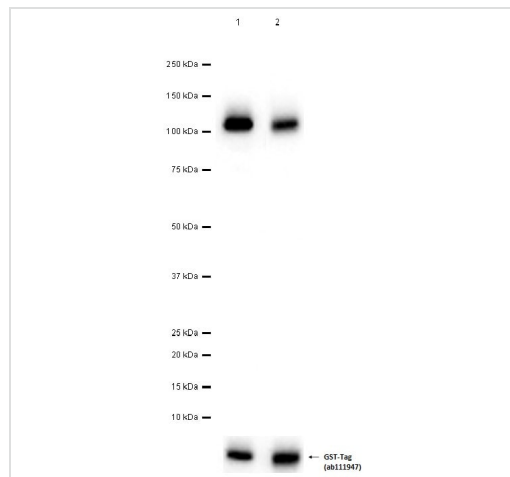 1 2
250 kDa
150 kDa
100 kDa
75 kDa
50 kDa
37 kDa
25 kDa
20 kDa
15 kDa
10 kDa
GST-Tag
(ab111947)